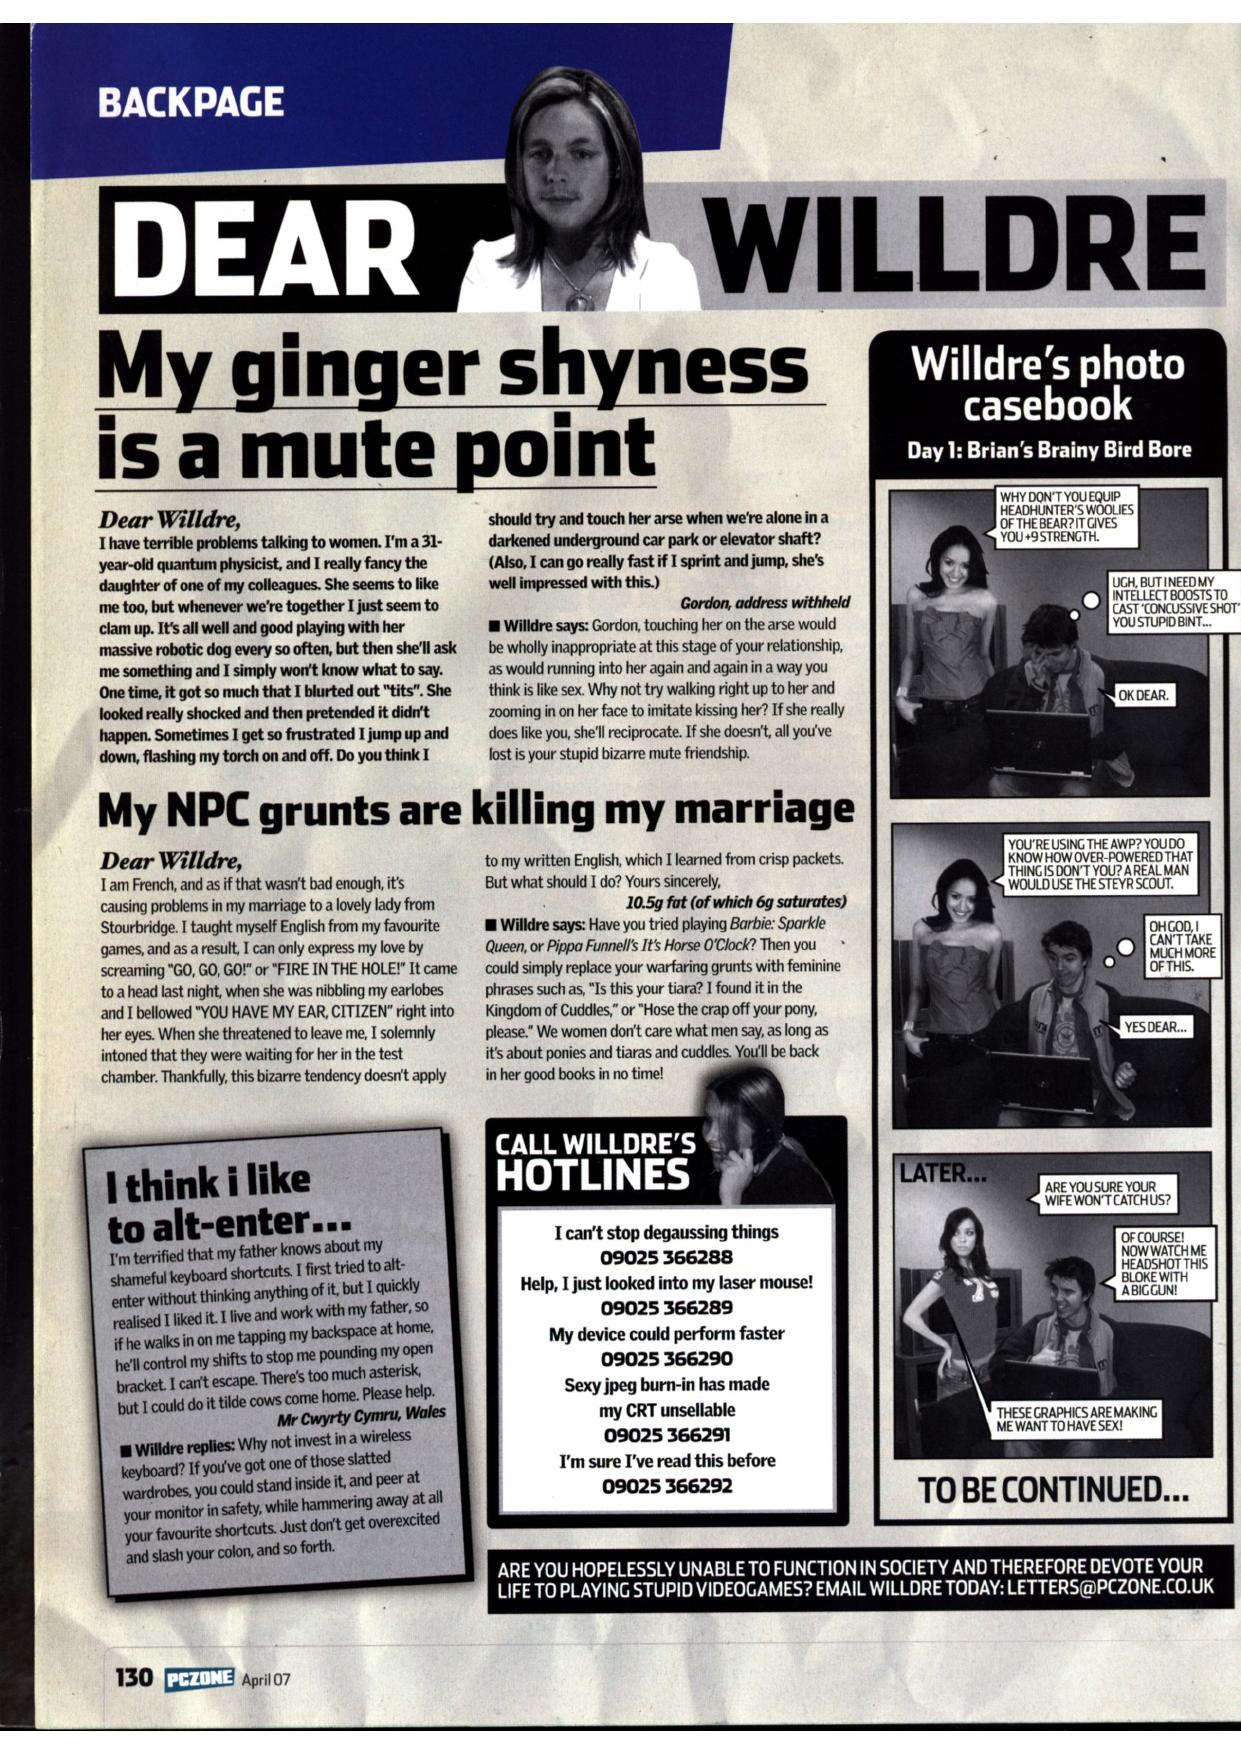 BACKPAGE
DEAR WILLDRE
My ginger shyness
is a mute point
Dear Willdre,
I have terrible problems talking to women. I'm a 31-
year-old quantum physicist, and I really fancy the
daughter of one of my colleagues. She seems to like
me too, but whenever we're together I just seem to
clam up. It's all well and good playing with her
massive robotic dog every so often, but then she'll ask
me something and I simply won't know what to say.
One time, it got so much that I blurted out "tits". She
looked really shocked and then pretended it didn't
happen. Sometimes I get so frustrated I jump up and
down, flashing my torch on and off. Do you think I
should try and touch her arse when we're alone in a
darkened underground car park or elevator shaft?
(Also, I can go really fast if I sprint and jump, she's
well impressed with this.)
Gordon, address withheld
■ Willdre says: Gordon, touching her on the arse would
be wholly inappropriate at this stage of your relationship,
as would running into her again and again in a way you
think is like sex. Why not try walking right up to her and
zooming in on her face to imitate kissing her? If she really
does like you, she'll reciprocate. If she doesn't, all you've
lost is your stupid bizarre mute friendship.
My NPC grunts are killing my marriage
Dear Willdre,
I am French, and as if that wasn't bad enough, it's
causing problems in my marriage to a lovely lady from
Stourbridge. I taught myself English from my favourite
games, and as a result, I can only express my love by
screaming "GO, GO, GO!" or "FIRE IN THE HOLE!" It came
to a head last night, when she was nibbling my earlobes
and I bellowed "YOU HAVE MY EAR, CITIZEN" right into
her eyes. When she threatened to leave me, I solemnly
intoned that they were waiting for her in the test
chamber. Thankfully, this bizarre tendency doesn't apply
to my written English, which I learned from crisp packets.
But what should I do? Yours sincerely,
10.5g fat (of which 6g saturates)
■ Willdre says: Have you tried playing Barbie: Sparkle
Queen, or Pippa Funnell's It's Horse O'Clock? Then you
could simply replace your warfaring grunts with feminine
phrases such as, "Is this your tiara? I found it in the
Kingdom of Cuddles," or "Hose the crap off your pony,
please." We women don't care what men say, as long as
it's about ponies and tiaras and cuddles. You'll be back
in her good books in no time!
I think i like
to alt-enter...
I'm terrified that my father knows about my
shameful keyboard shortcuts. I first tried to alt-
enter without thinking anything of it, but I quickly
realised I liked it. I live and work with my father, so
if he walks in on me tapping my backspace at home,
he'll control my shifts to stop me pounding my open
bracket. I can't escape. There's too much asterisk,
but I could do it tilde cows come home. Please help.
Mr Cwyrty Cymru, Wales
■ Willdre replies: Why not invest in a wireless
keyboard? If you've got one of those slatted
wardrobes, you could stand inside it, and peer at
your monitor in safety, while hammering away at all
your favourite shortcuts. Just don't get overexcited
and slash your colon, and so forth.
CALL WILLDRE'S
HOTLINES
I can't stop degaussing things
09025 366288
Help, I just looked into my laser mouse!
09025 366289
My device could perform faster
09025 366290
Sexy jpeg burn-in has made
my CRT unsellable
09025 366291
I'm sure I've read this before
09025 366292
Willdre's photo
casebook
Day 1: Brian's Brainy Bird Bore
WHY DON'T YOU EQUIP
HEADHUNTER'S WOOLIES
OF THE BEAR? IT GIVES
YOU +9 STRENGTH.
UGH, BUT I NEED MY
INTELLECT BOOSTS TO
CAST 'CONCUSSIVE SHOT'
YOU STUPID BINT...
OK DEAR.
YOU'RE USING THE AWP? YOU DO
KNOW HOW OVER-POWERED THAT
THING IS DON'T YOU? A REAL MAN
WOULD USE THE STEYR SCOUT.
OH GOD, I
CAN'T TAKE
MUCH MORE
OF THIS.
YES DEAR...
LATER...
ARE YOU SURE YOUR
WIFE WON'T CATCH US?
OF COURSE!
NOW WATCH ME
HEADSHOT THIS
BLOKE WITH
A BIG GUN!
THESE GRAPHICS ARE MAKING
ME WANT TO HAVE SEX!
TO BE CONTINUED...
ARE YOU HOPELESSLY UNABLE TO FUNCTION IN SOCIETY AND THEREFORE DEVOTE YOUR
LIFE TO PLAYING STUPID VIDEOGAMES? EMAIL WILLDRE TODAY: LETTERS@PCZONE.CO.UK
130 PCZONE April 07